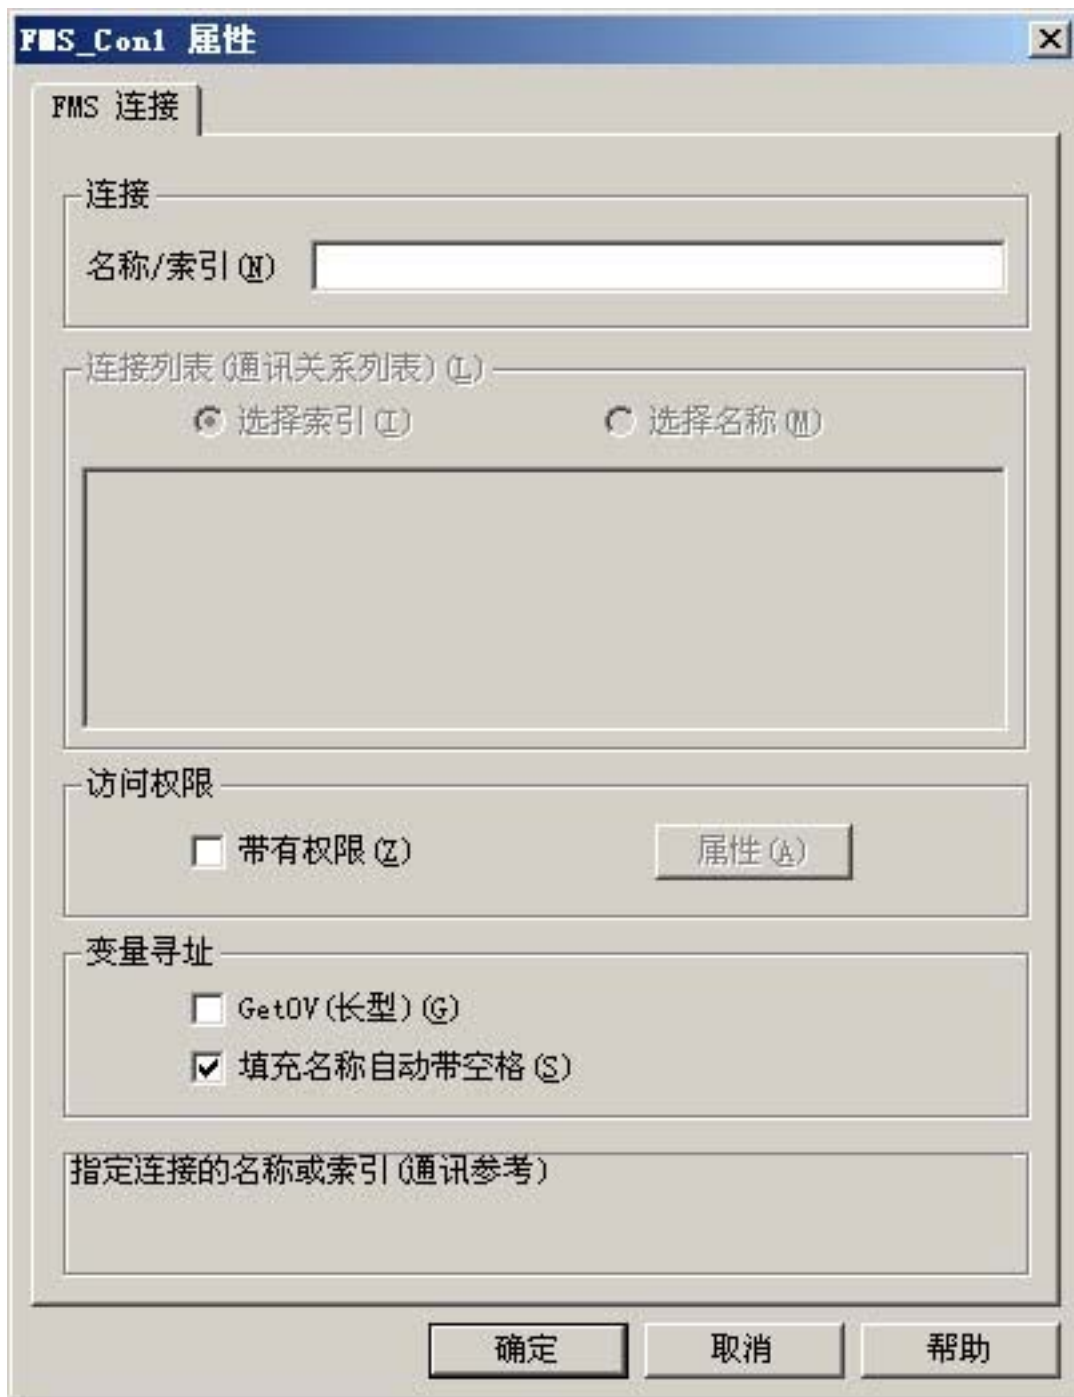 FMS_Con1 属性
FMS 连接
连接
名称/索引(N)
连接列表(通讯关系列表)(L)
选择索引(I) 选择名称(M)
访问权限
带有权限(Z) 属性(A)
变量寻址
GetOV(长型)(G)
填充名称自动带空格(S)
指定连接的名称或索引(通讯参考)
确定 取消 帮助